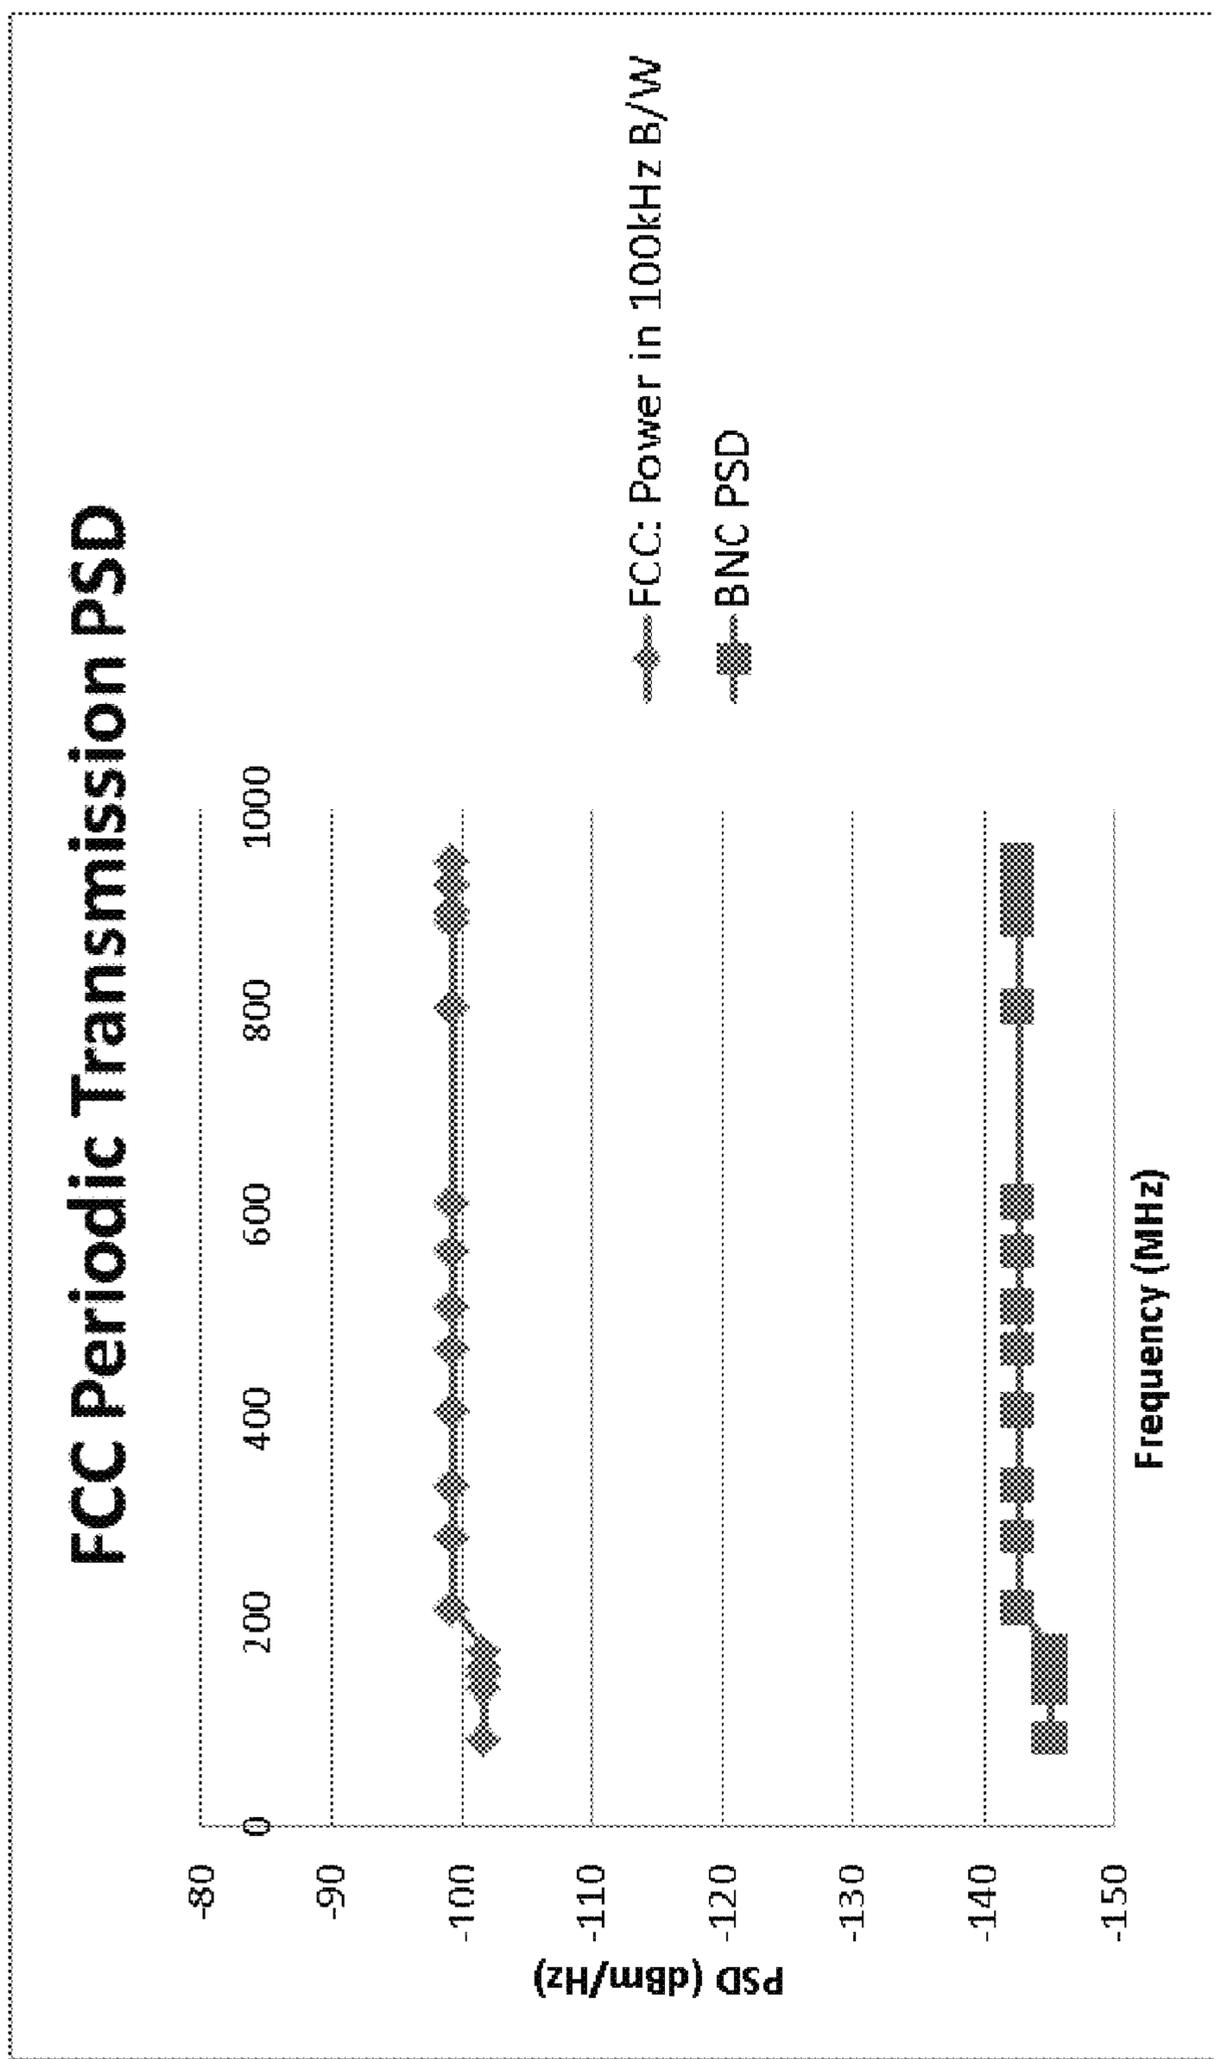 FCC Periodic Transmission PSD
0
200
400
600
800
1000
-80
-90
-100
-110
-120
-130
-140
-150
PSD (dBm/Hz)
Frequency (MHz)
FCC: Power in 100kHz B/W
BNC PSD